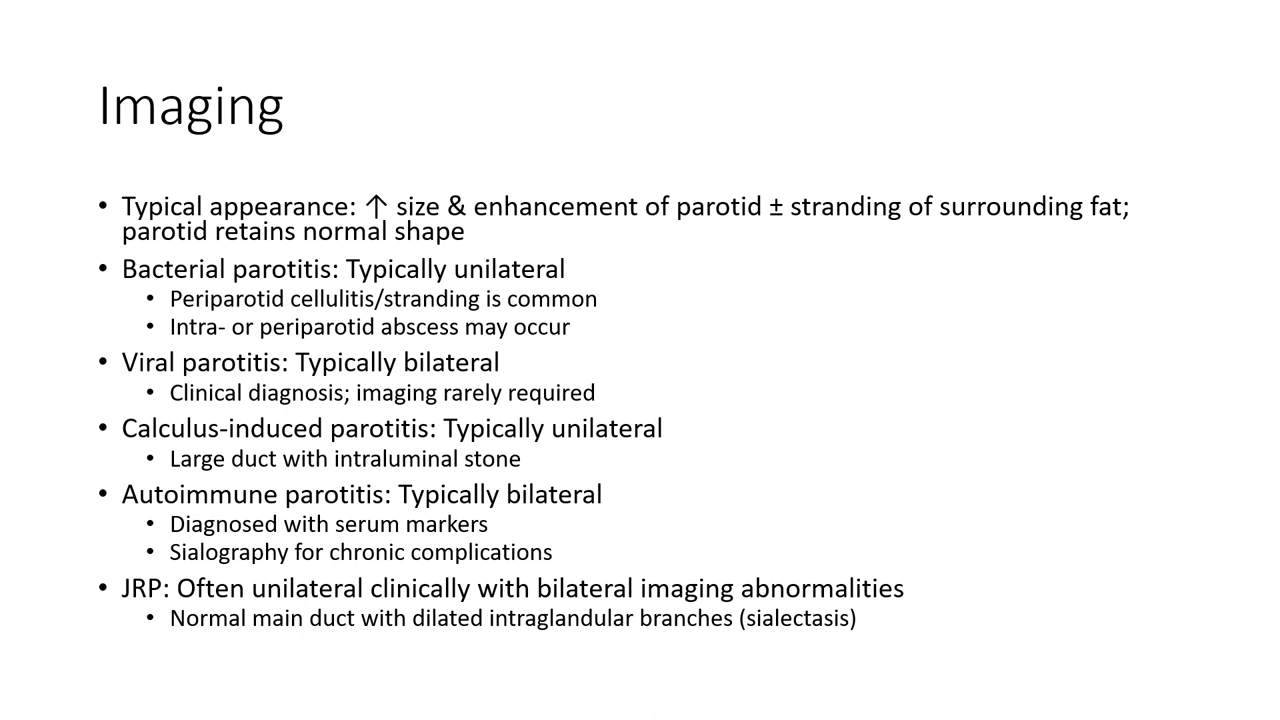 Imaging
• Typical appearance: ↑ size & enhancement of parotid ± stranding of surrounding fat;
parotid retains normal shape
• Bacterial parotitis: Typically unilateral
• Periparotid cellulitis/stranding is common
• Intra- or periparotid abscess may occur
• Viral parotitis: Typically bilateral
• Clinical diagnosis; imaging rarely required
• Calculus-induced parotitis: Typically unilateral
• Large duct with intraluminal stone
• Autoimmune parotitis: Typically bilateral
• Diagnosed with serum markers
• Sialography for chronic complications
• JRP: Often unilateral clinically with bilateral imaging abnormalities
• Normal main duct with dilated intraglandular branches (sialectasis)